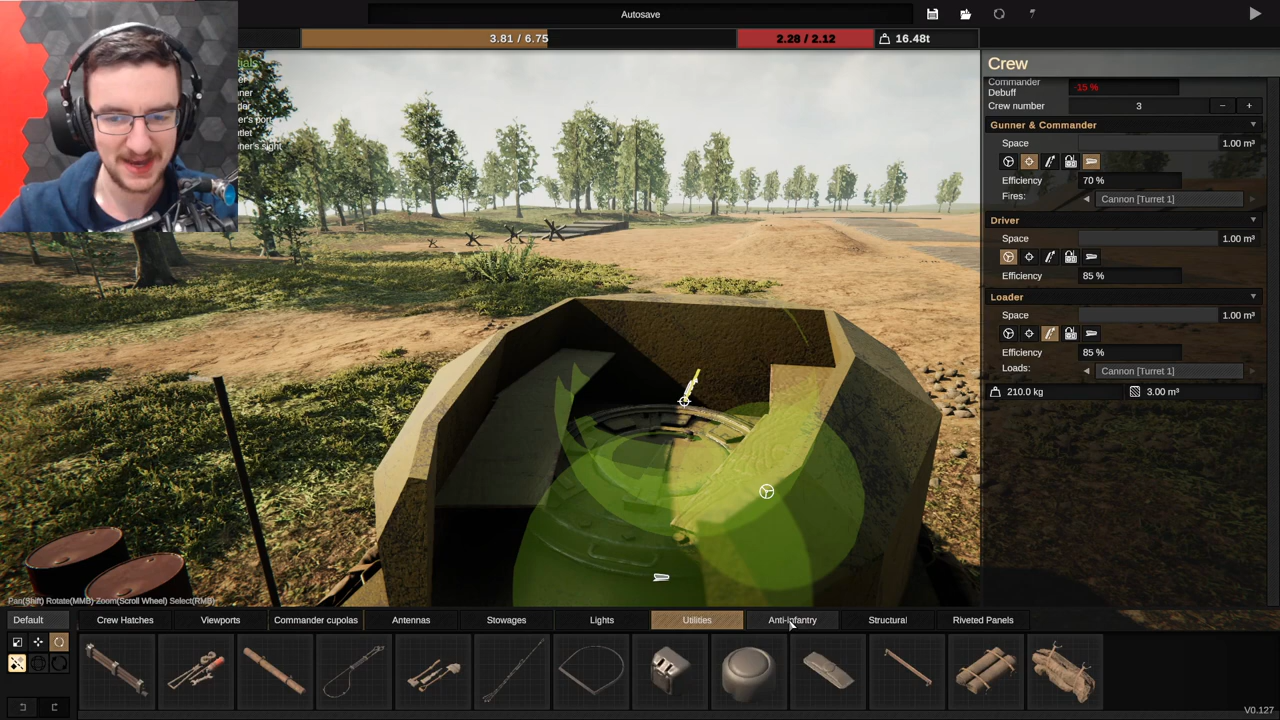 Autosave
3.81 / 6.75
2.28 / 2.12
16.48t
Crew
Commander Debuff
-15 %
Crew number
3
Gunner & Commander
Space
1.00 m³
Efficiency
70 %
Fires:
Cannon [Turret 1]
Driver
Space
1.00 m³
Efficiency
85 %
Loader
Space
1.00 m³
Efficiency
85 %
Loads:
Cannon [Turret 1]
210.0 kg
3.00 m³
Pan(Shift) Rotate(MMB) Zoom(Scroll Wheel) Select(RMB)
Default
Crew Hatches
Viewports
Commander cupolas
Antennas
Stowages
Lights
Utilities
Anti-infantry
Structural
Riveted Panels
V0.127